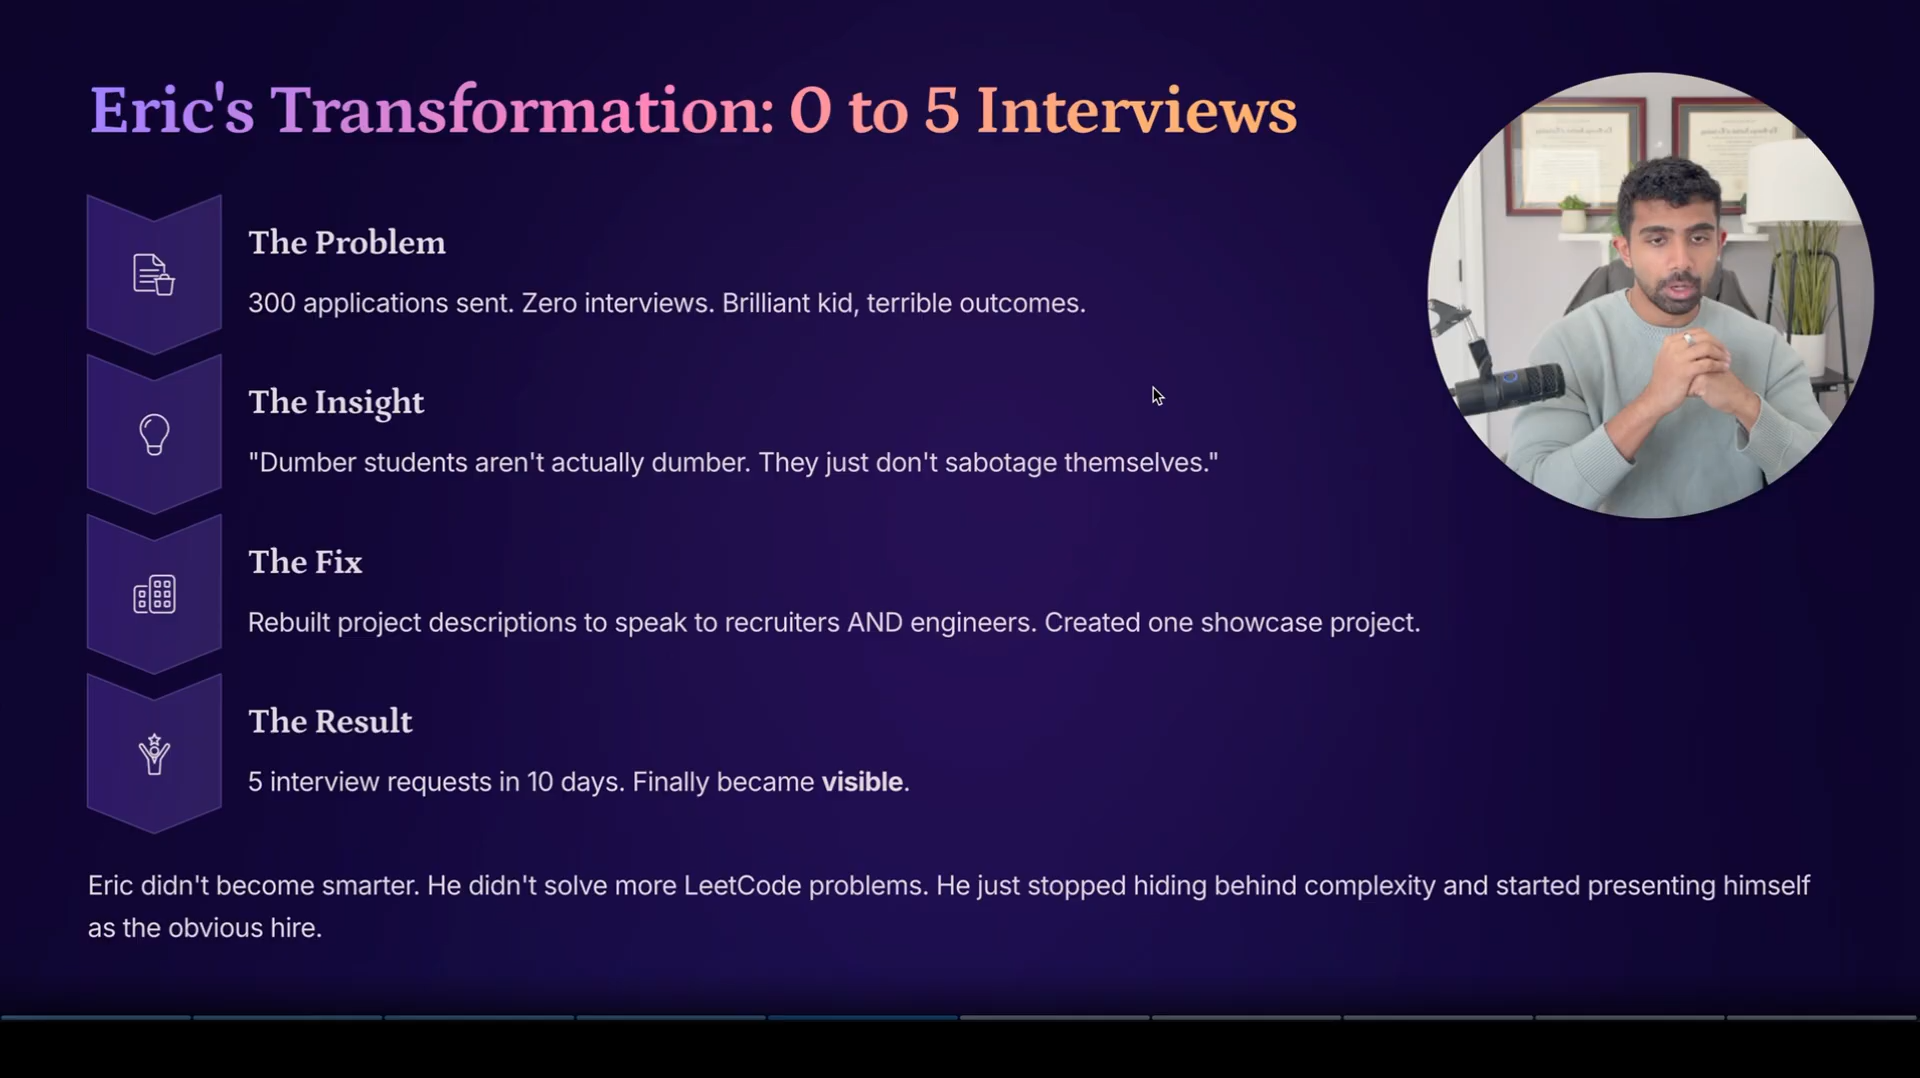 Eric's Transformation: 0 to 5 Interviews
The Problem
300 applications sent. Zero interviews. Brilliant kid, terrible outcomes.
The Insight
"Dumber students aren't actually dumber. They just don't sabotage themselves."
The Fix
Rebuilt project descriptions to speak to recruiters AND engineers. Created one showcase project.
The Result
5 interview requests in 10 days. Finally became visible.
Eric didn't become smarter. He didn't solve more LeetCode problems. He just stopped hiding behind complexity and started presenting himself
as the obvious hire.